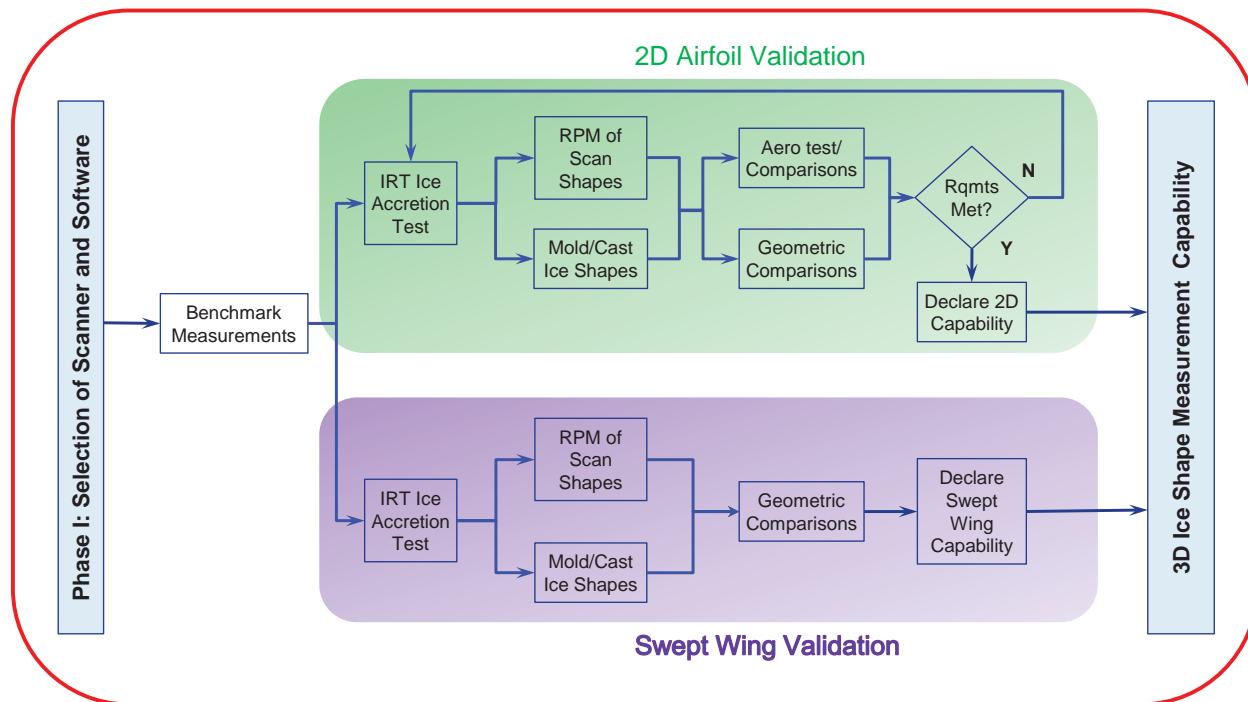 2D Airfoil Validation
Phase I: Selection of Scanner and Software
Benchmark
Measurements
IRT Ice
Accretion
Test
RPM of
Scan
Shapes
Mold/Cast
Ice Shapes
Aero test/
Comparisons
Geometric
Comparisons
Rqmts
Met?
N
Y
Declare 2D
Capability
IRT Ice
Accretion
Test
RPM of
Scan
Shapes
Mold/Cast
Ice Shapes
Geometric
Comparisons
Declare
Swept
Wing
Capability
3D Ice Shape Measurement Capability
Swept Wing Validation